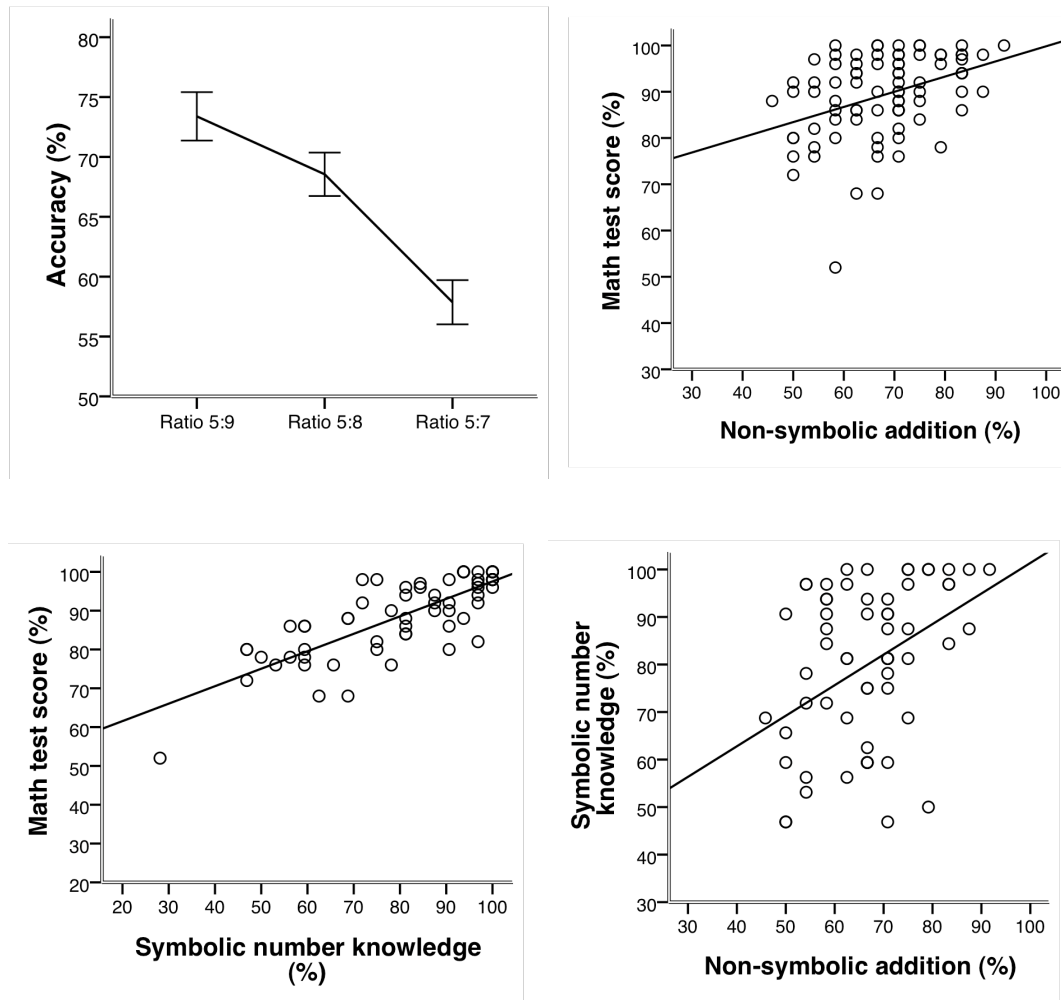 80
75
70
65
60
55
50
Accuracy (%)
Ratio 5:9 Ratio 5:8 Ratio 5:7
100
90
80
70
60
50
40
30
Math test score (%)
30 40 50 60 70 80 90 100
Non-symbolic addition (%)
100
90
80
70
60
50
40
30
20
Math test score (%)
20 30 40 50 60 70 80 90 100
Symbolic number knowledge
(%)
100
90
80
70
60
50
40
30
Symbolic number
knowledge (%)
30 40 50 60 70 80 90 100
Non-symbolic addition (%)